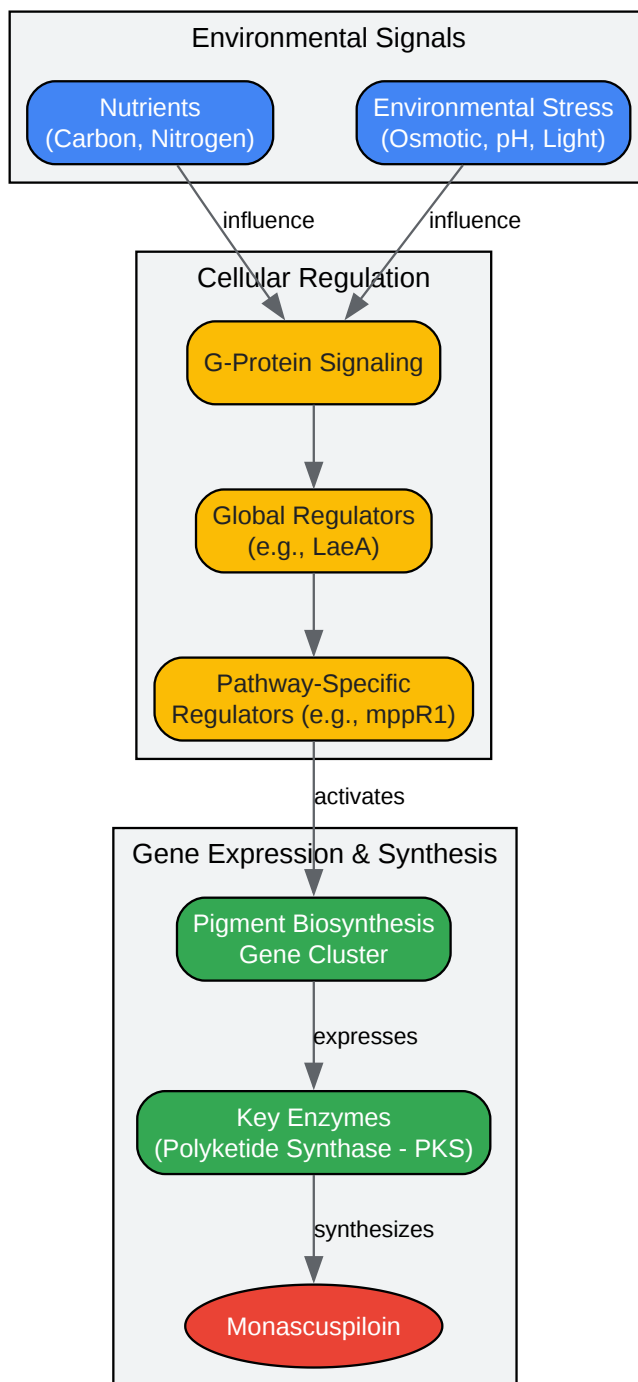 Environmental Signals
Nutrients
(Carbon, Nitrogen)
Environmental Stress
(Osmotic, pH, Light)
influence
influence
Cellular Regulation
G-Protein Signaling
Global Regulators
(e.g., LaeA)
Pathway-Specific
Regulators (e.g., mppR1)
activates
Gene Expression & Synthesis
Pigment Biosynthesis
Gene Cluster
expresses
Key Enzymes
(Polyketide Synthase - PKS)
synthesizes
Monascuspiloin